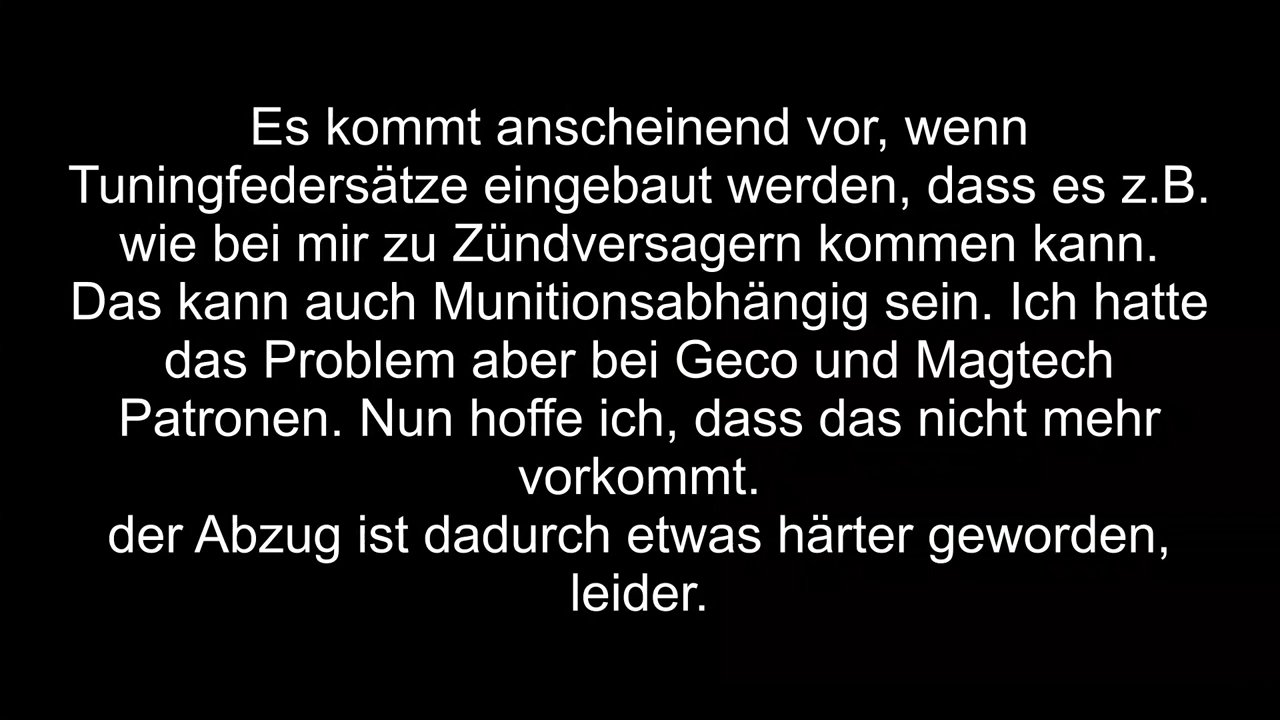 Es kommt anscheinend vor, wenn
Tuningfedersätze eingebaut werden, dass es z.B.
wie bei mir zu Zündversagern kommen kann.
Das kann auch Munitionsabhängig sein. Ich hatte
das Problem aber bei Geco und Magtech
Patronen. Nun hoffe ich, dass das nicht mehr
vorkommt.
der Abzug ist dadurch etwas härter geworden,
leider.